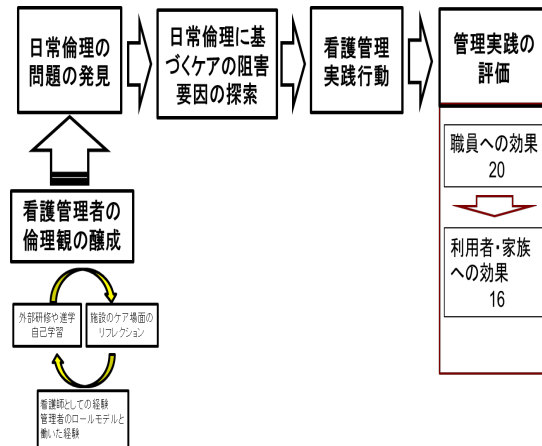 日常倫理の
問題の発見
日常倫理に基
づくケアの阻害
要因の探索
看護管理
実践行動
管理実践の
評価
職員への効果
20
利用者・家族
への効果
16
看護管理者の
倫理観の醸成
外部研修や進学
自己学習
施設のケア場面の
リフレクション
看護師としての経験
管理者のロールモデルと
働いた経験